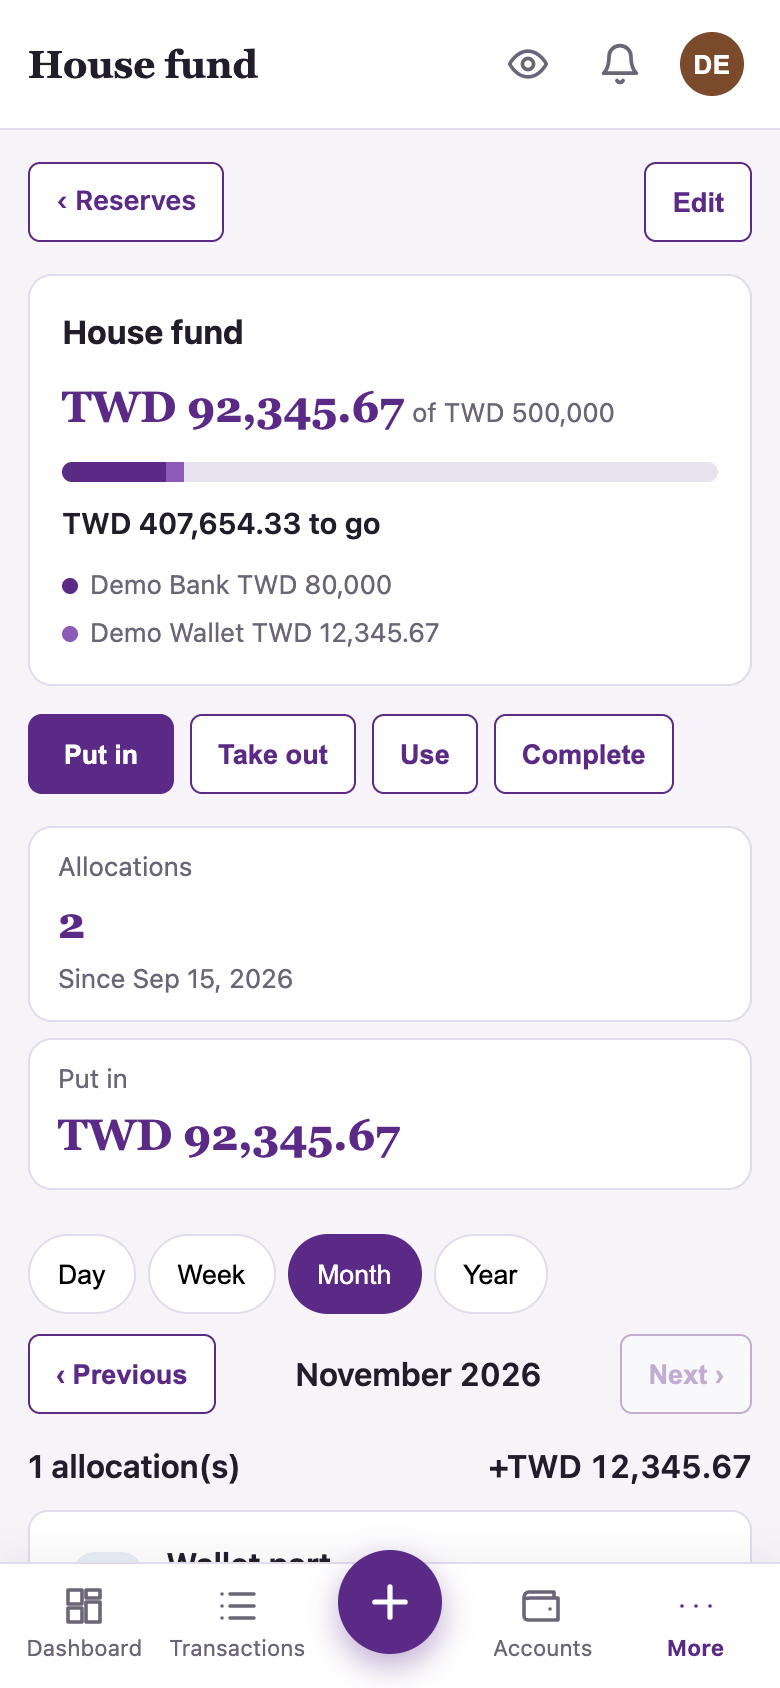 House fund
DE
‹ Reserves
Edit
House fund
TWD 92,345.67 of TWD 500,000
TWD 407,654.33 to go
Demo Bank TWD 80,000
Demo Wallet TWD 12,345.67
Put in
Take out
Use
Complete
Allocations
2
Since Sep 15, 2026
Put in
TWD 92,345.67
Day
Week
Month
Year
‹ Previous
November 2026
Next ›
1 allocation(s)
+TWD 12,345.67
Wallet part
Dashboard
Transactions
Accounts
More